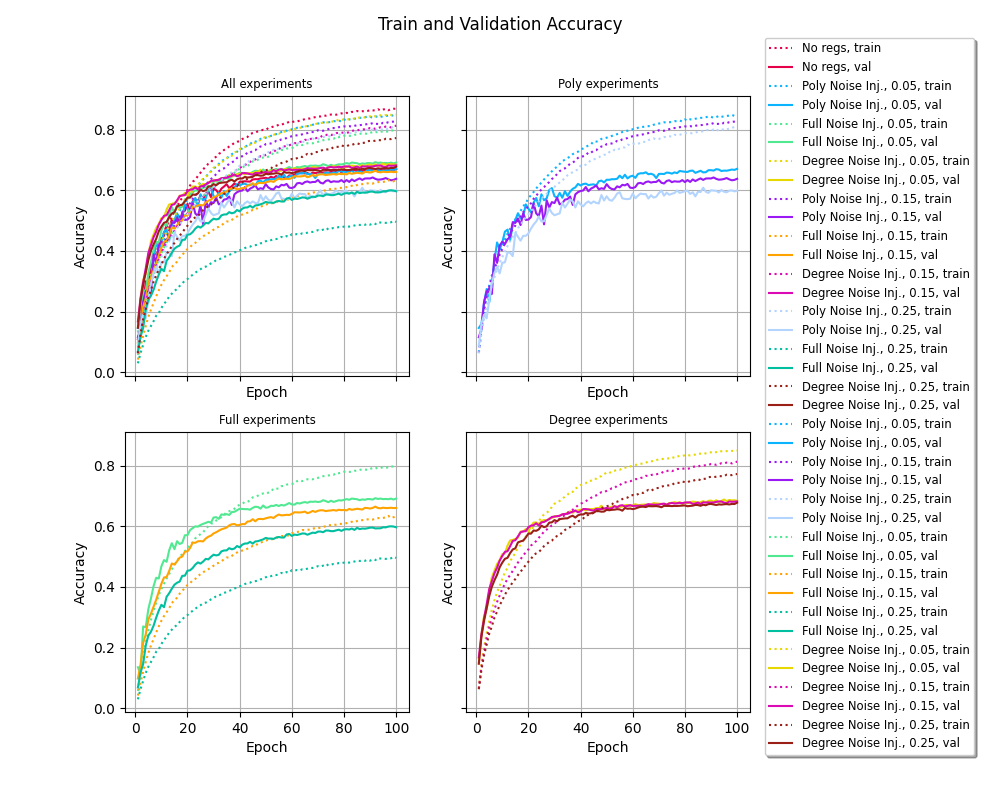 Train and Validation Accuracy
All experiments
0.8
0.6
0.4
0.2
0.0
Accuracy
Epoch
Poly experiments
Accuracy
Epoch
Full experiments
0.8
0.6
0.4
0.2
0.0
Accuracy
0 20 40 60 80 100
Epoch
Degree experiments
Accuracy
0 20 40 60 80 100
Epoch
No regs, train
No regs, val
Poly Noise Inj., 0.05, train
Poly Noise Inj., 0.05, val
Full Noise Inj., 0.05, train
Full Noise Inj., 0.05, val
Degree Noise Inj., 0.05, train
Degree Noise Inj., 0.05, val
Poly Noise Inj., 0.15, train
Poly Noise Inj., 0.15, val
Full Noise Inj., 0.15, train
Full Noise Inj., 0.15, val
Degree Noise Inj., 0.15, train
Degree Noise Inj., 0.15, val
Poly Noise Inj., 0.25, train
Poly Noise Inj., 0.25, val
Full Noise Inj., 0.25, train
Full Noise Inj., 0.25, val
Degree Noise Inj., 0.25, train
Degree Noise Inj., 0.25, val
Poly Noise Inj., 0.05, train
Poly Noise Inj., 0.05, val
Poly Noise Inj., 0.15, train
Poly Noise Inj., 0.15, val
Poly Noise Inj., 0.25, train
Poly Noise Inj., 0.25, val
Full Noise Inj., 0.05, train
Full Noise Inj., 0.05, val
Full Noise Inj., 0.15, train
Full Noise Inj., 0.15, val
Full Noise Inj., 0.25, train
Full Noise Inj., 0.25, val
Degree Noise Inj., 0.05, train
Degree Noise Inj., 0.05, val
Degree Noise Inj., 0.15, train
Degree Noise Inj., 0.15, val
Degree Noise Inj., 0.25, train
Degree Noise Inj., 0.25, val